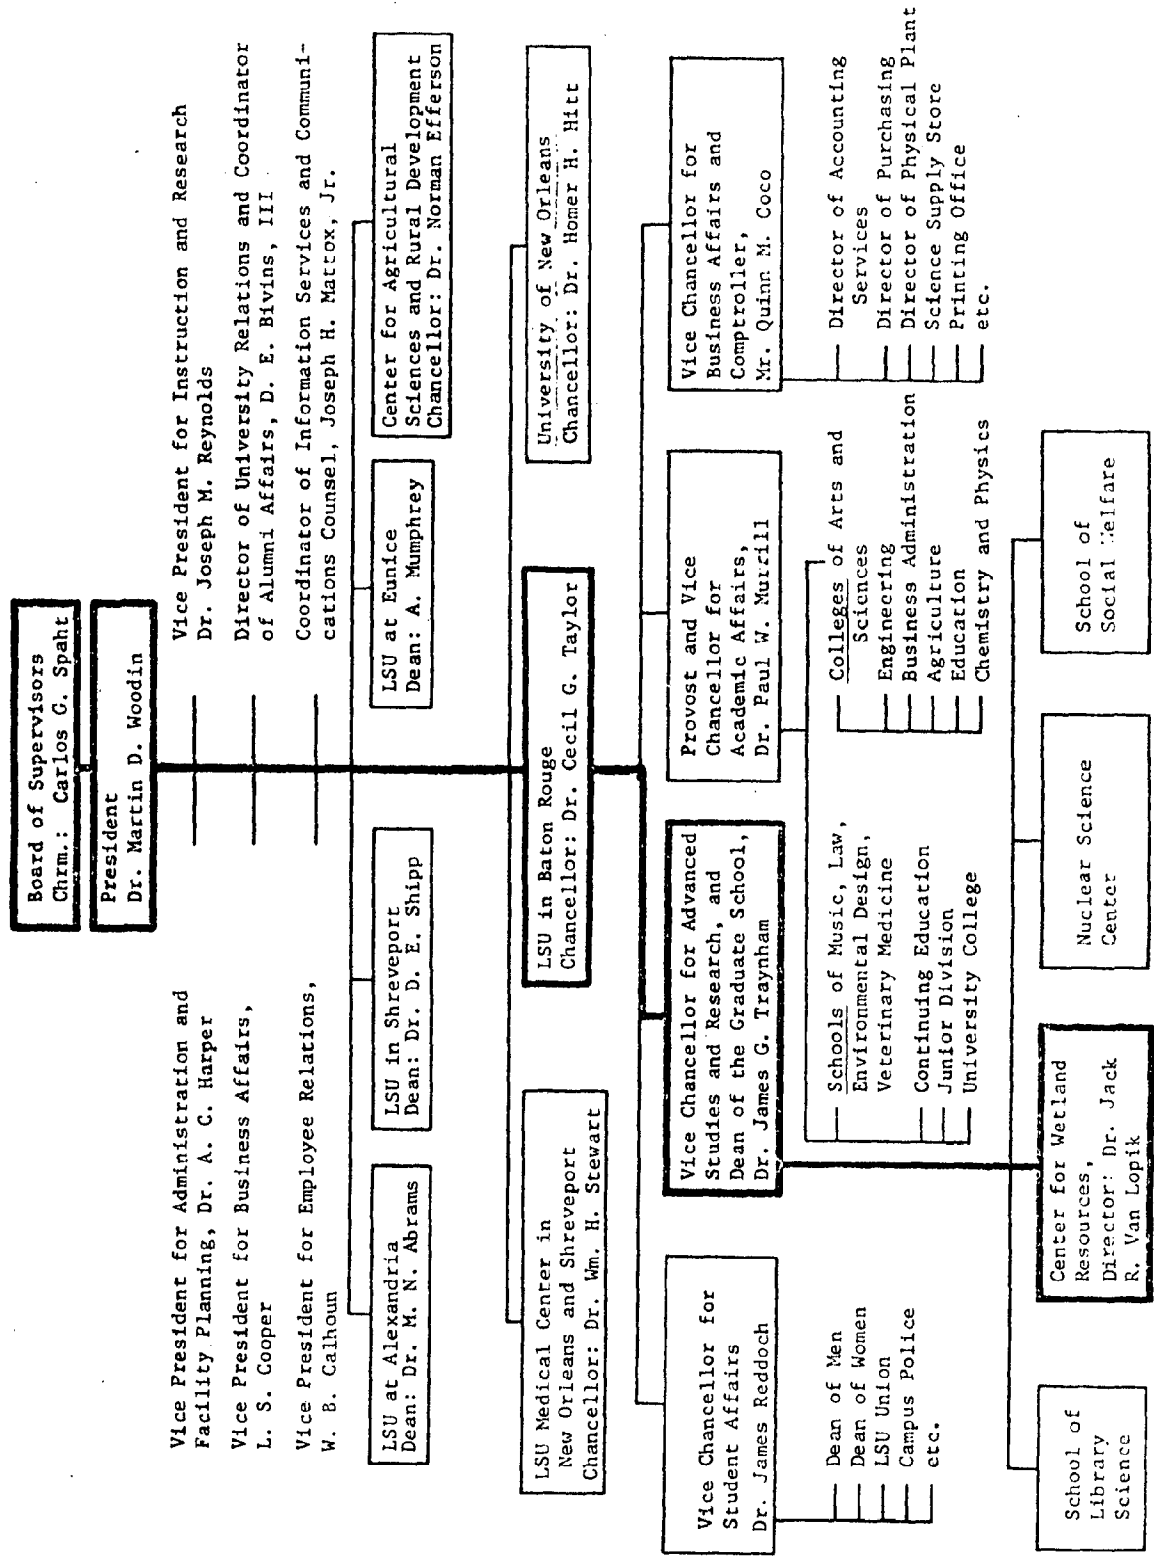 Board of Supervisors
Chrm.: Carlos G. Spaht
President
Dr. Martin D. Woodin
Vice President for Administration and
Facility Planning, Dr. A. C. Harper
Vice President for Business Affairs,
L. S. Cooper
Vice President for Employee Relations,
W. B. Calhoun
Vice President for Instruction and Research
Dr. Joseph M. Reynolds
Director of University Relations and Coordinator
of Alumni Affairs, D. E. Bivins, III
Coordinator of Information Services and Communi-
cations Counsel, Joseph H. Mattox, Jr.
LSU at Alexandria
Dean: Dr. M. N. Abrams
LSU in Shreveport
Dean: Dr. D. E. Shipp
LSU at Eunice
Dean: A. Mumphrey
Center for Agricultural
Sciences and Rural Development
Chancellor: Dr. Norman Efferson
LSU Medical Center in
New Orleans and Shreveport
Chancellor: Dr. Wm. H. Stewart
LSU in Baton Rouge
Chancellor: Dr. Cecil G. Taylor
University of New Orleans
Chancellor: Dr. Homer H. Hitt
Vice Chancellor for
Student Affairs
Dr. James Reddoch
Dean of Men
Dean of Women
LSU Union
Campus Police
etc.
Vice Chancellor for Advanced
Studies and Research, and
Dean of the Graduate School,
Dr. James G. Traynham
Provost and Vice
Chancellor for
Academic Affairs,
Dr. Paul W. Murrill
Schools of Music, Law,
Environmental Design,
Veterinary Medicine
Continuing Education
Junior Division
University College
Colleges of Arts and
Sciences
Engineering
Business Administration
Agriculture
Education
Chemistry and Physics
Vice Chancellor for
Business Affairs and
Comptroller,
Mr. Quinn M. Coco
Director of Accounting
Services
Director of Purchasing
Director of Physical Plant
Science Supply Store
Printing Office
etc.
School of
Library
Science
Center for Wetland
Resources,
Director: Dr. Jack
R. Van Lopik
Nuclear Science
Center
School of
Social Welfare